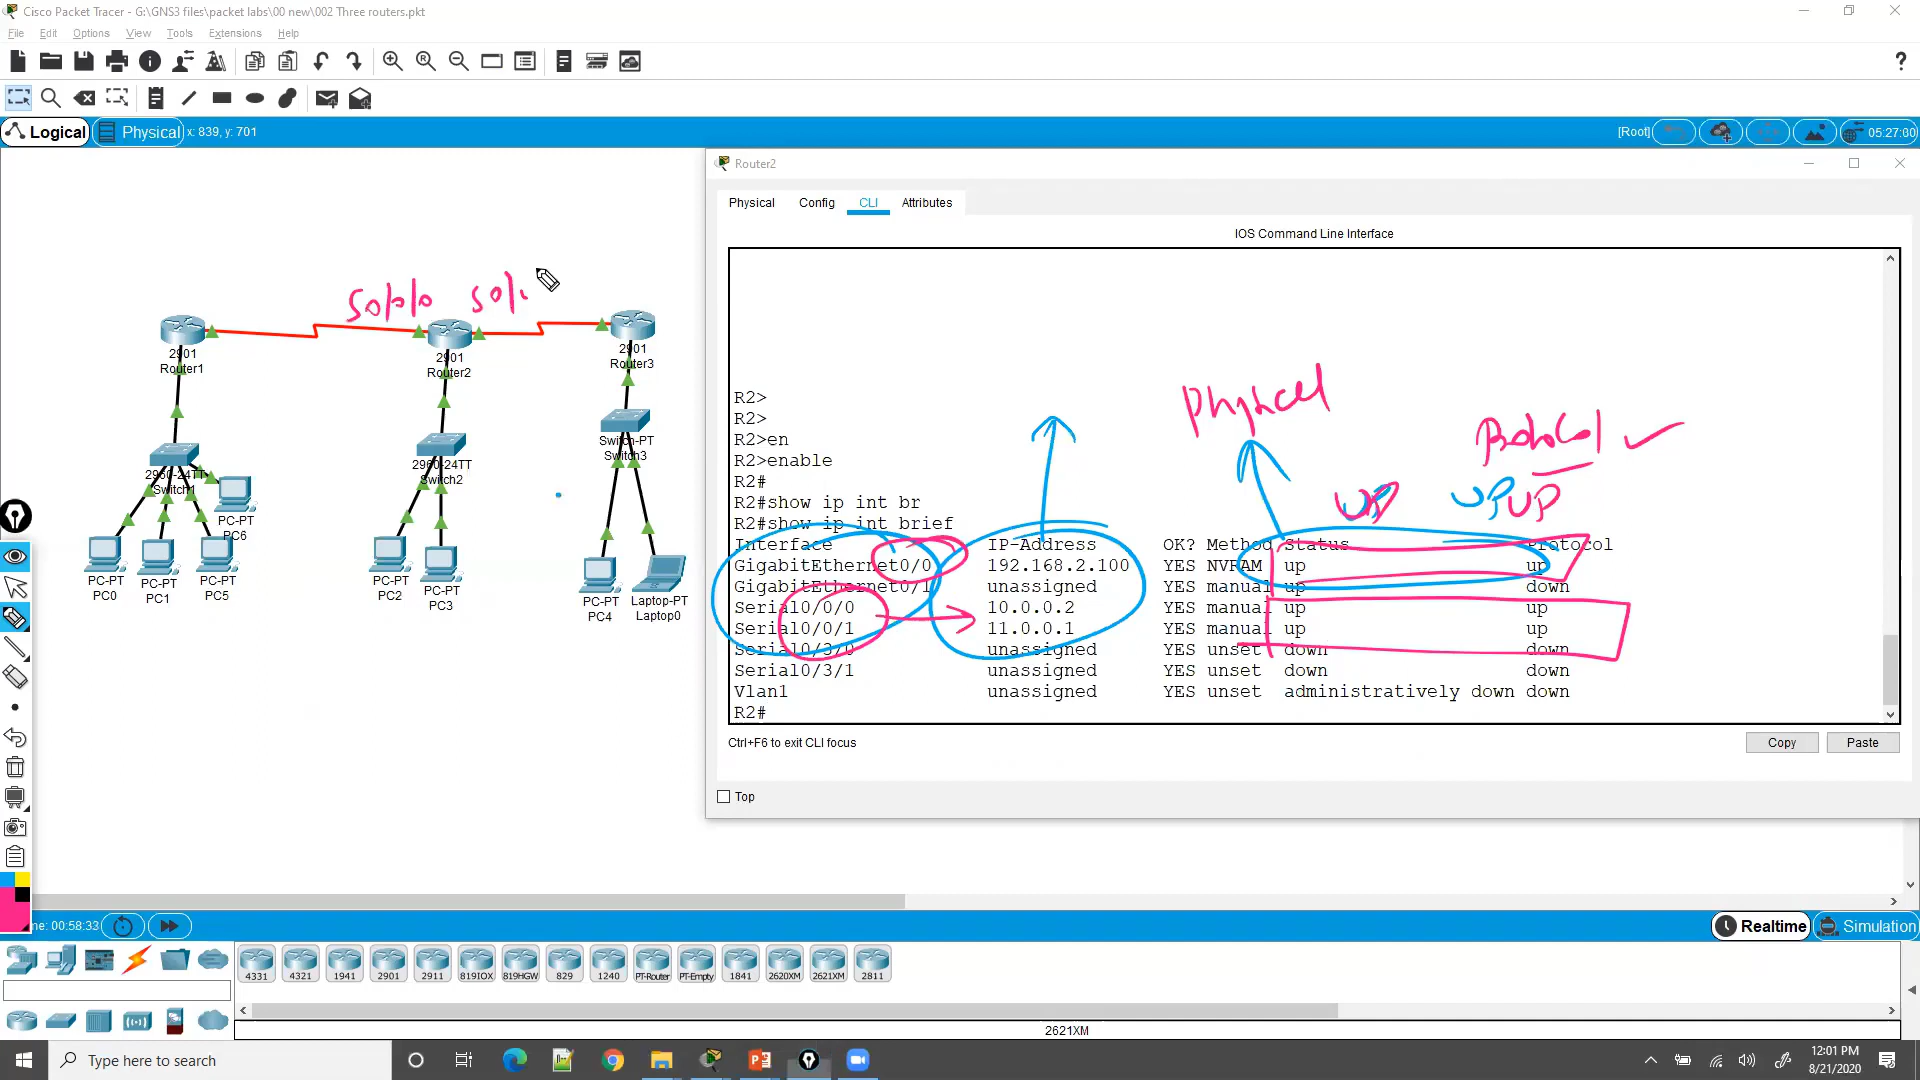 Cisco Packet Tracer - G:\GNS3 files\packet labs\00 new\002 Three routers.pkt
File Edit Options View Tools Extensions Help
Logical Physical x: 839, y: 701 [Root] 05:27:00
Router2
Physical Config CLI Attributes
IOS Command Line Interface
R2>
R2>
R2>en
R2>enable
R2#
R2#show ip int br
R2#show ip int brief
Interface IP-Address OK? Method Status Protocol
GigabitEthernet0/0 192.168.2.100 YES NVRAM up up
GigabitEthernet0/1 unassigned YES manual up down
Serial0/0/0 10.0.0.2 YES manual up up
Serial0/0/1 11.0.0.1 YES manual up up
Serial0/3/0 unassigned YES unset down down
Serial0/3/1 unassigned YES unset down down
Vlan1 unassigned YES unset administratively down down
R2#
Physical
Protocol
UP UP UP
Ctrl+F6 to exit CLI focus
Copy Paste
Top
S0/0/0 S0/
2901
Router1
2901
Router2
2901
Router3
2960-24TT
Switch1
2960-24TT
Switch2
Switch-PT
Switch3
PC-PT
PC6
PC-PT
PC0
PC-PT
PC1
PC-PT
PC5
PC-PT
PC2
PC-PT
PC3
PC-PT
PC4
Laptop-PT
Laptop0
me: 00:58:33
Realtime Simulation
4331 4321 1941 2901 2911 819IOX 819HGW 829 1240 PT-Router PT-Empty 1841 2620XM 2621XM 2811
2621XM
Type here to search
12:01 PM
8/21/2020